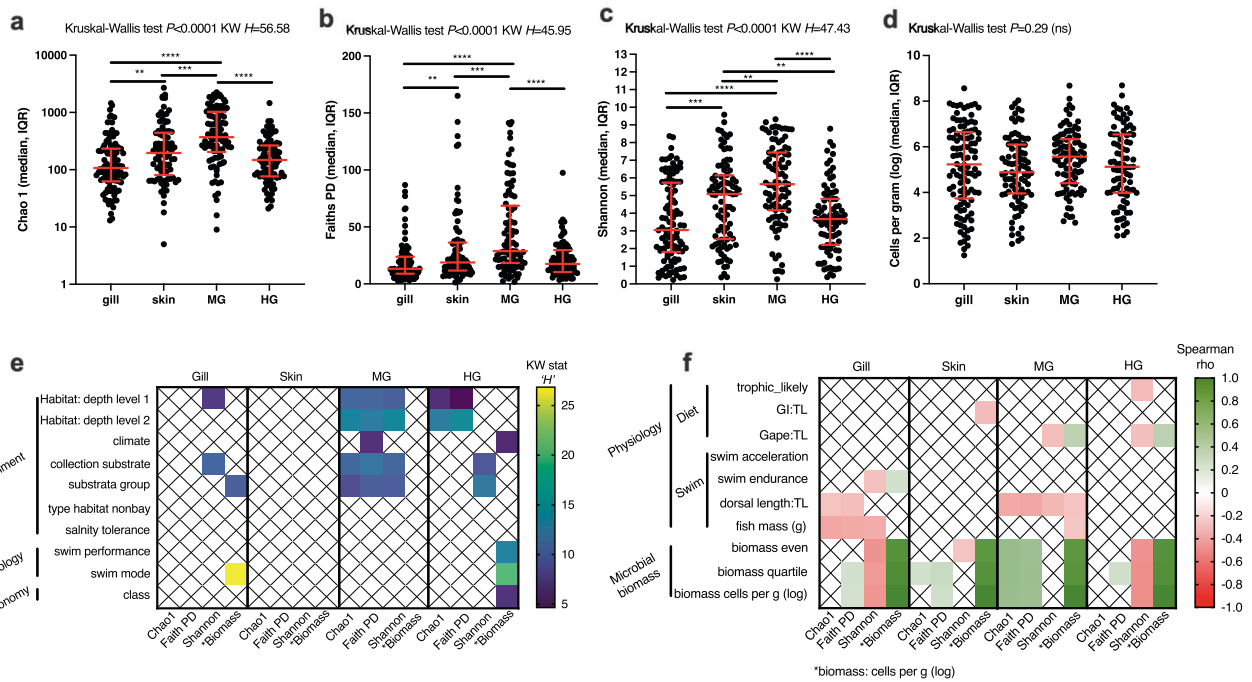 a
Kruskal-Wallis test P<0.0001 KW H=56.58
Chao 1 (median, IQR)
10000
1000
100
10
1
****
** *** ****
gill skin MG HG
b
Kruskal-Wallis test P<0.0001 KW H=45.95
Faiths PD (median, IQR)
200
150
100
50
0
****
***
** ****
gill skin MG HG
c
Kruskal-Wallis test P<0.0001 KW H=47.43
Shannon (median, IQR)
13
12
11
10
9
8
7
6
5
4
3
2
1
0
****
**
**
****
***
gill skin MG HG
d
Kruskal-Wallis test P=0.29 (ns)
Cells per gram (log) (median, IQR)
10
8
6
4
2
0
gill skin MG HG
e
Gill Skin MG HG
KW stat
'H'
25
20
15
10
5
nment
Habitat: depth level 1
Habitat: depth level 2
climate
collection substrate
substrata group
type habitat nonbay
salnity tolerance
ology
swim performance
swim mode
onomy
class
Chao1 Faith PD Shannon *Biomass Chao1 Faith PD Shannon *Biomass Chao1 Faith PD Shannon *Biomass Chao1 Faith PD Shannon *Biomass
f
Gill Skin MG HG
Spearman
rho
1.0
0.8
0.6
0.4
0.2
0
-0.2
-0.4
-0.6
-0.8
-1.0
Physiology
Diet
trophic_likely
GI:TL
Gape:TL
Swim
swim acceleration
swim endurance
dorsal length:TL
fish mass (g)
Microbial
biomass
biomass even
biomass quartile
biomass cells per g (log)
Chao1 Faith PD Shannon *Biomass Chao1 Faith PD Shannon *Biomass Chao1 Faith PD Shannon *Biomass Chao1 Faith PD Shannon *Biomass
*biomass: cells per g (log)